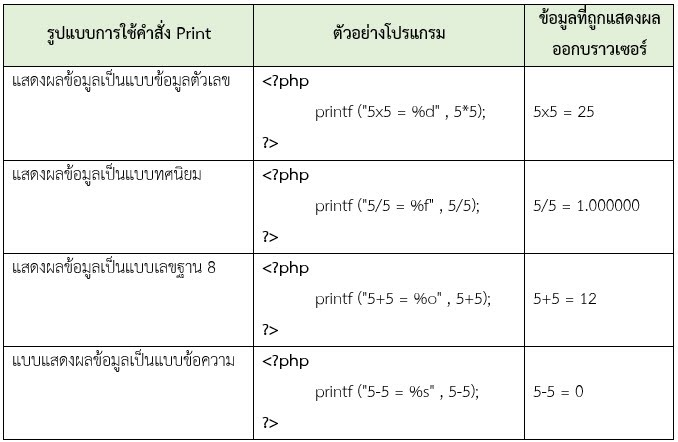 รูปแบบการใช้คำสั่ง Print
ตัวอย่างโปรแกรม
ข้อมูลที่ถูกแสดงผล
ออกบราวเซอร์
แสดงผลข้อมูลเป็นแบบข้อมูลตัวเลข
<?php
printf ("5x5 = %d" , 5*5);
?>
5x5 = 25
แสดงผลข้อมูลเป็นแบบทศนิยม
<?php
printf ("5/5 = %f" , 5/5);
?>
5/5 = 1.000000
แสดงผลข้อมูลเป็นแบบเลขฐาน 8
<?php
printf ("5+5 = %o" , 5+5);
?>
5+5 = 12
แบบแสดงผลข้อมูลเป็นแบบข้อความ
<?php
printf ("5-5 = %s" , 5-5);
?>
5-5 = 0